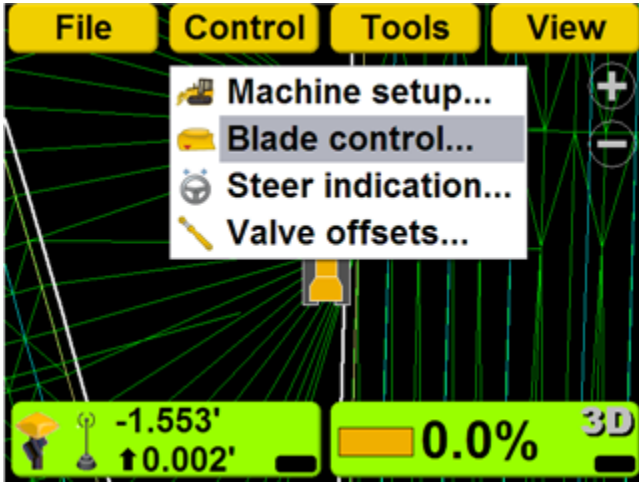 File Control Tools View
Machine setup...
Blade control...
Steer indication...
Valve offsets...
-1.553'
0.002'
0.0%
3D